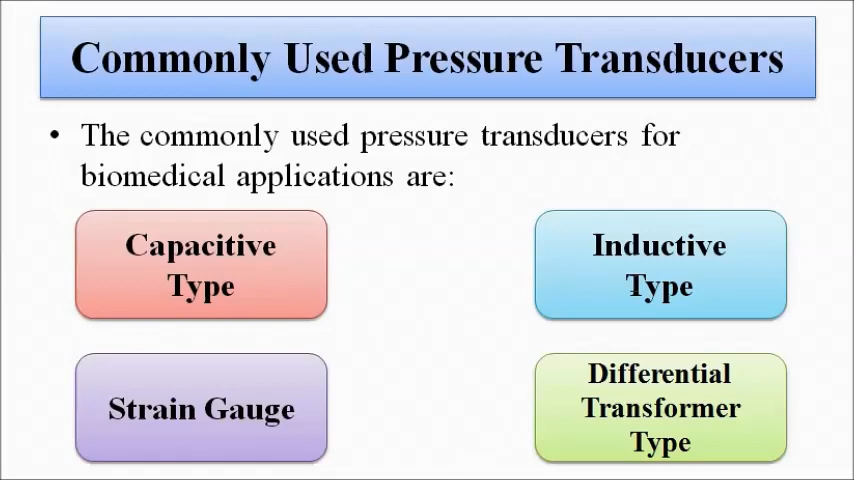 Commonly Used Pressure Transducers
• The commonly used pressure transducers for
biomedical applications are:
Capacitive
Type
Inductive
Type
Strain Gauge
Differential
Transformer
Type